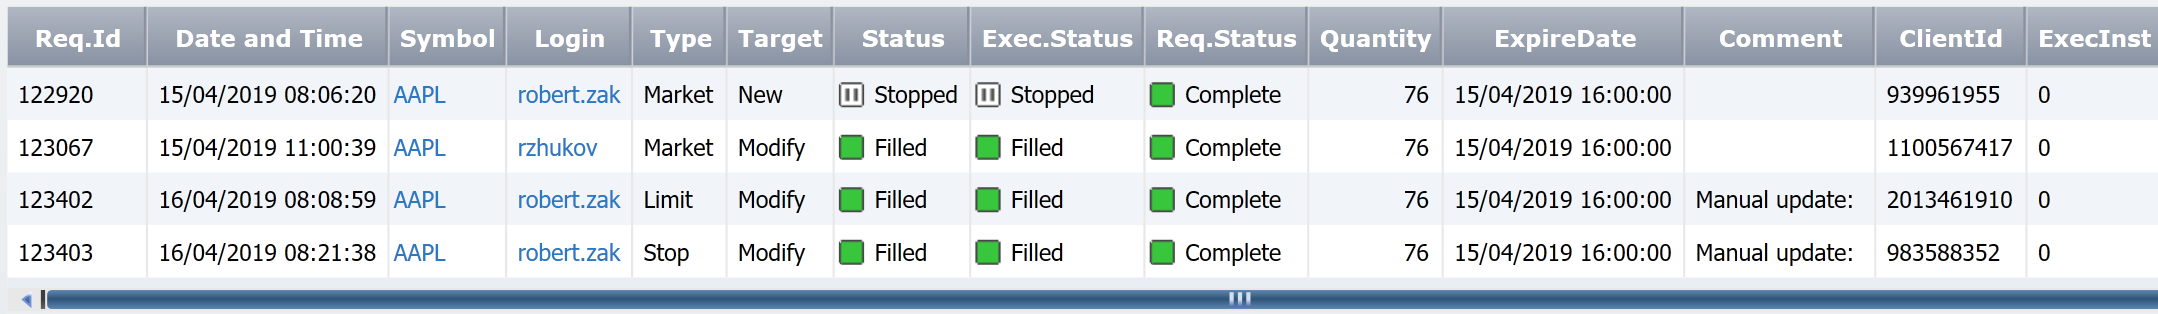 Req.Id Date and Time Symbol Login Type Target Status Exec.Status Req.Status Quantity ExpireDate Comment ClientId ExecInst
122920 15/04/2019 08:06:20 AAPL robert.zak Market New Stopped Stopped Complete 76 15/04/2019 16:00:00 939961955 0
123067 15/04/2019 11:00:39 AAPL rzhukov Market Modify Filled Filled Complete 76 15/04/2019 16:00:00 1100567417 0
123402 16/04/2019 08:08:59 AAPL robert.zak Limit Modify Filled Filled Complete 76 15/04/2019 16:00:00 Manual update: 2013461910 0
123403 16/04/2019 08:21:38 AAPL robert.zak Stop Modify Filled Filled Complete 76 15/04/2019 16:00:00 Manual update: 983588352 0